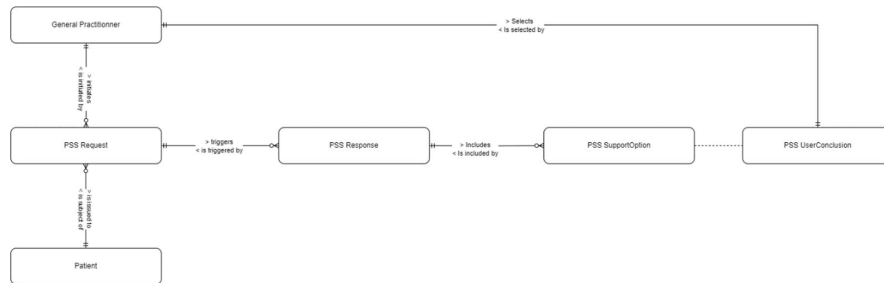 General Practitionner
> Selects
< Is selected by
> initiates
< is initiated by
PSS Request
> triggers
< is triggered by
PSS Response
> Includes
< Is included by
PSS SupportOption
PSS UserConclusion
> is issued to
< is subject of
Patient